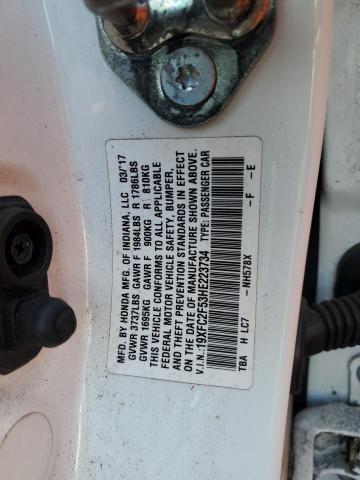 MFD. BY HONDA MFG. OF INDIANA, LLC 03/'17
GVWR 3737LBS GAWR F 1984LBS R 1786LBS
GVWR 1695KG GAWR F 900KG R 810KG
THIS VEHICLE CONFORMS TO ALL APPLICABLE
FEDERAL MOTOR VEHICLE SAFETY, BUMPER,
AND THEFT PREVENTION STANDARDS IN EFFECT
ON THE DATE OF MANUFACTURE SHOWN ABOVE.
V.I.N.:19XFC2F53HE223734 TYPE: PASSENGER CAR
TBA H LC7 -NH578X -F -E